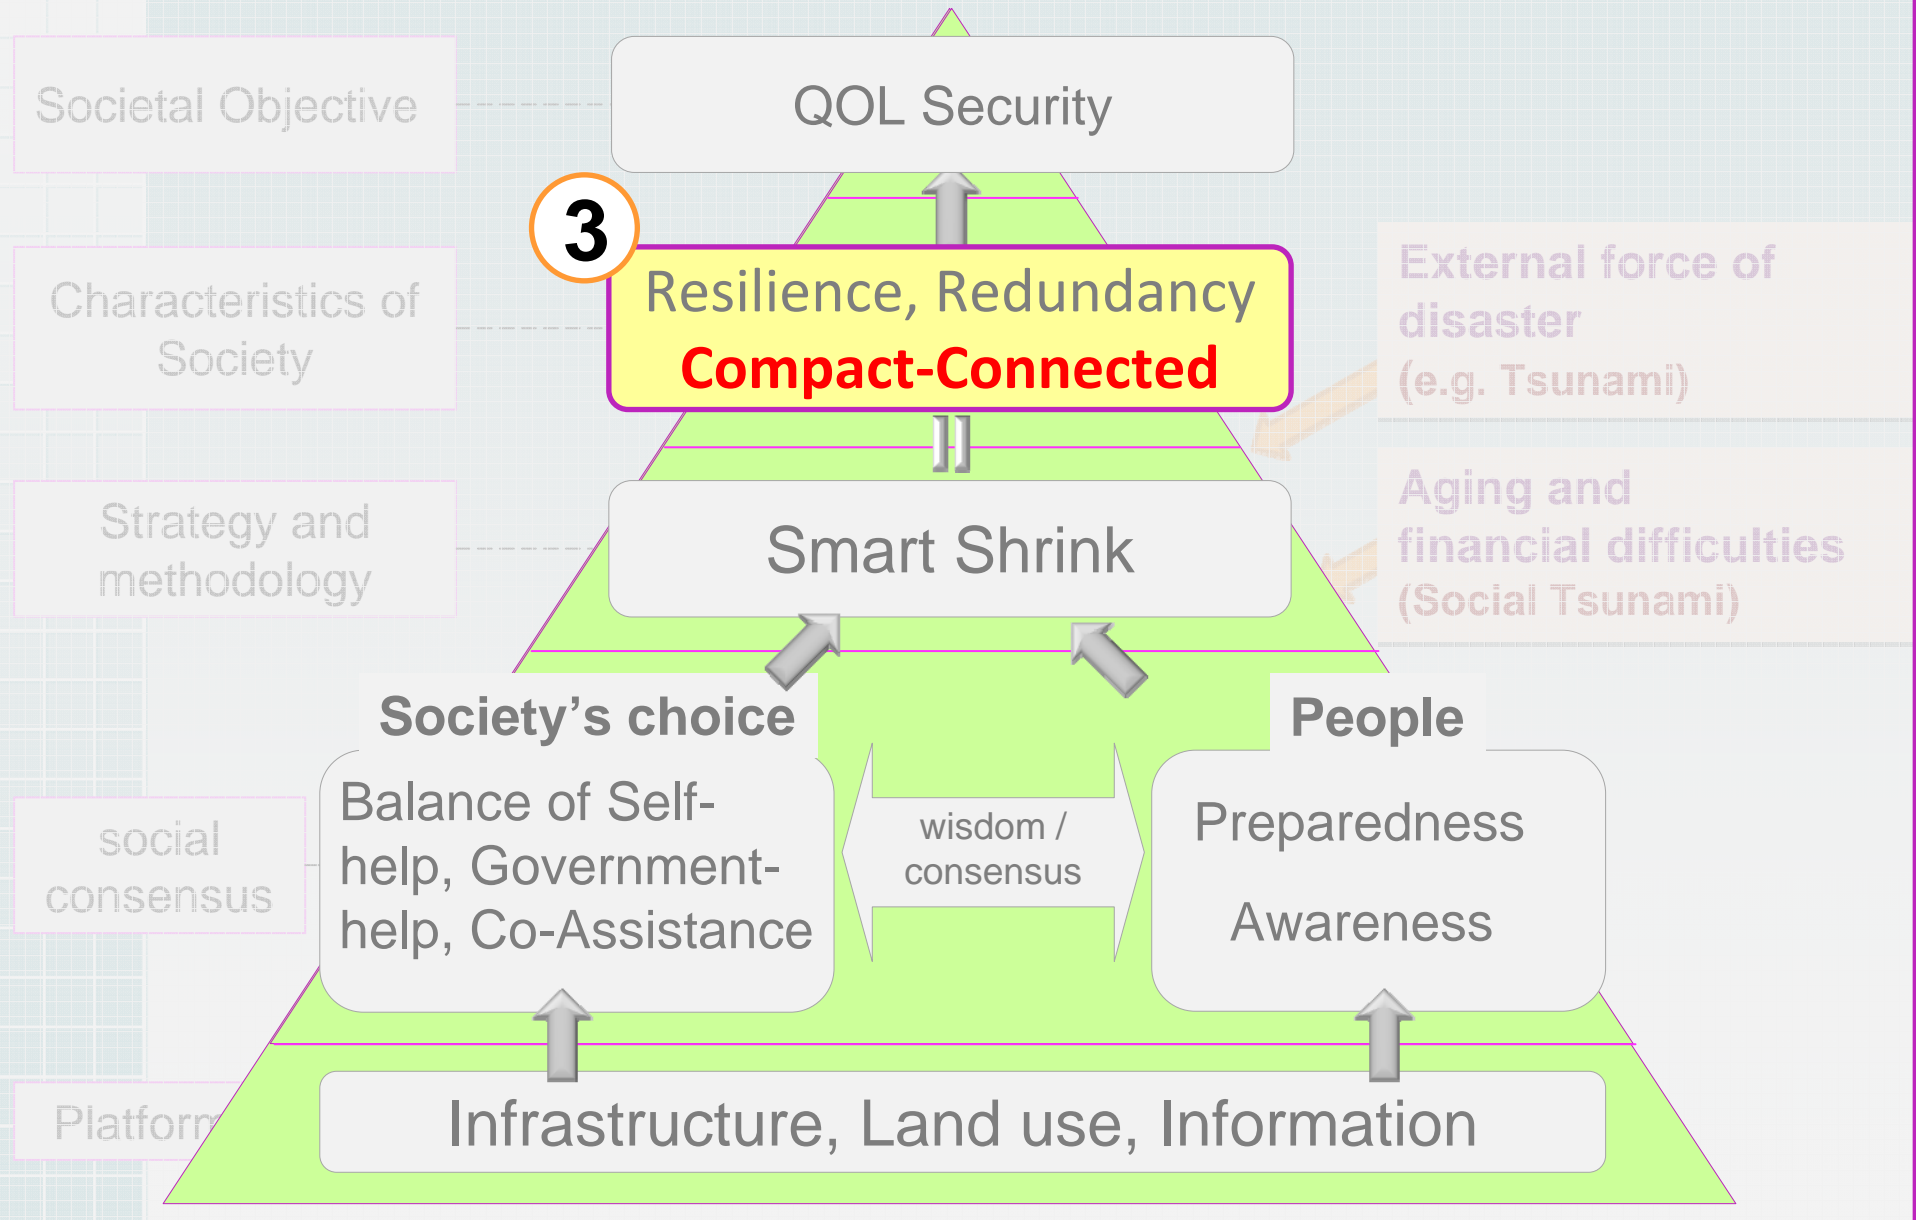 Societal Objective
QOL Security
3
Characteristics of
Society
Resilience, Redundancy
Compact-Connected
External force of
disaster
(e.g. Tsunami)
Strategy and
methodology
Smart Shrink
Aging and
financial difficulties
(Social Tsunami)
Society’s choice
People
social
consensus
Balance of Self-
help, Government-
help, Co-Assistance
wisdom /
consensus
Preparedness
Awareness
Platform
Infrastructure, Land use, Information